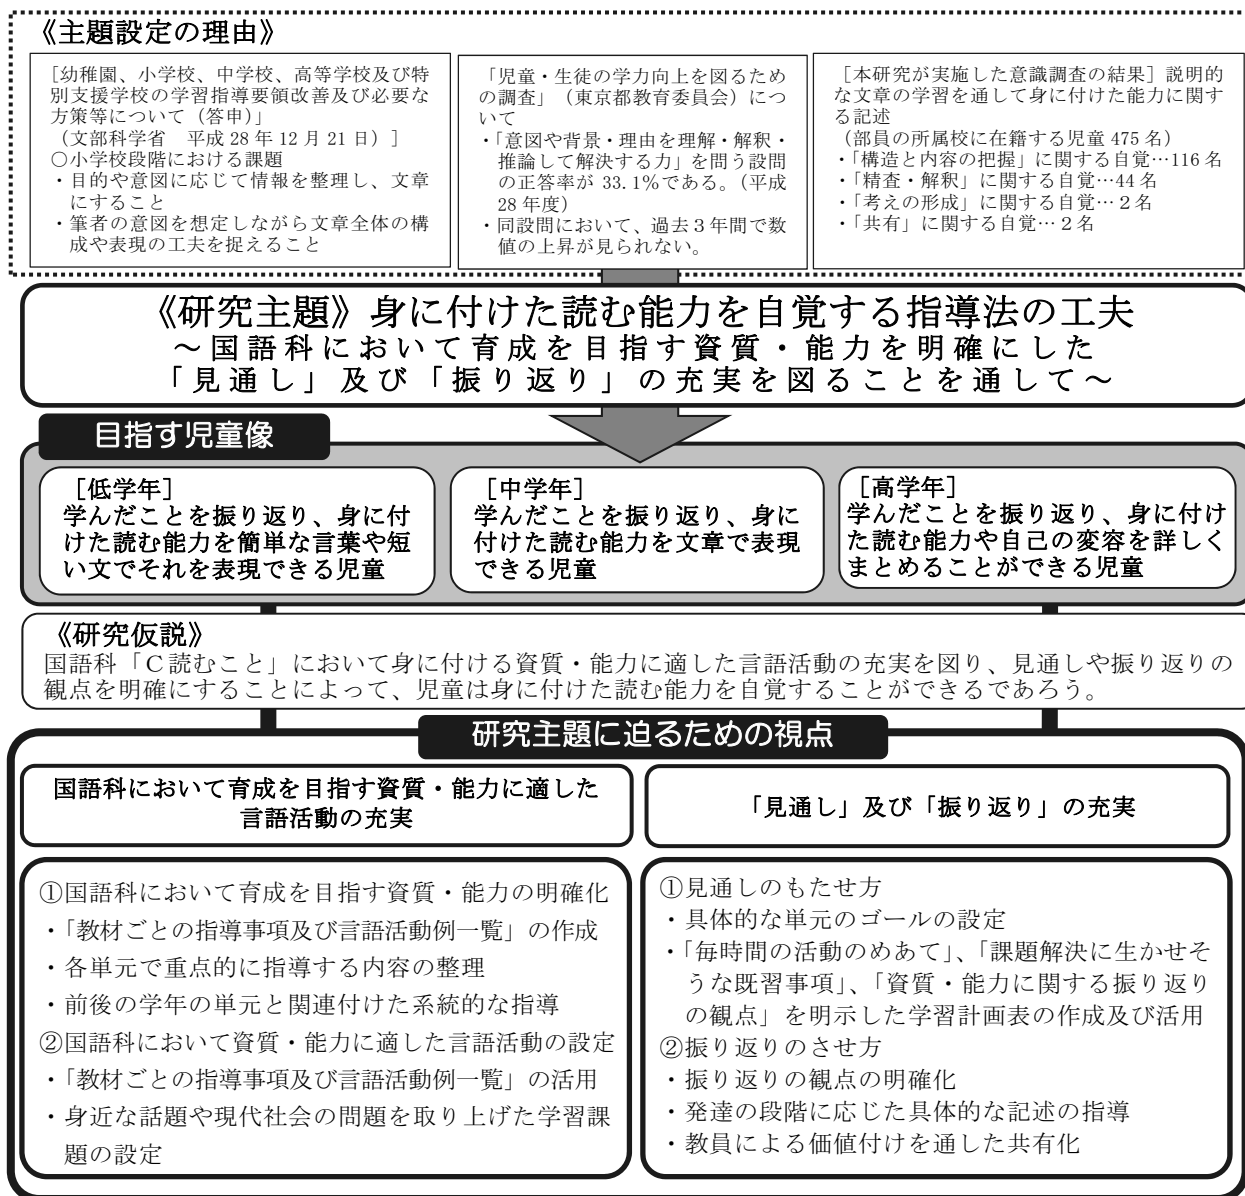 《主題設定の理由》
［幼稚園、小学校、中学校、高等学校及び特
別支援学校の学習指導要領改善及び必要な
方策等について（答申）」
（文部科学省　平成 28 年 12 月 21 日）］
○小学校段階における課題
・目的や意図に応じて情報を整理し、文章
にすること
・筆者の意図を想定しながら文章全体の構
成や表現の工夫を捉えること
「児童・生徒の学力向上を図るため
の調査」（東京都教育委員会）につ
いて
・「意図や背景・理由を理解・解釈・
推論して解決する力」を問う設問
の正答率が 33.1％である。（平成
28 年度）
・同設問において、過去３年間で数
値の上昇が見られない。
［本研究が実施した意識調査の結果］説明的
な文章の学習を通して身に付けた能力に関す
る記述
（部員の所属校に在籍する児童 475 名）
・「構造と内容の把握」に関する自覚…116 名
・「精査・解釈」に関する自覚…44 名
・「考えの形成」に関する自覚…２名
・「共有」に関する自覚…２名
《研究主題》身に付けた読む能力を自覚する指導法の工夫
～国語科において育成を目指す資質・能力を明確にした
「見通し」及び「振り返り」の充実を図ることを通して～
目指す児童像
［低学年］
学んだことを振り返り、身に付
けた読む能力を簡単な言葉や短
い文でそれを表現できる児童
［中学年］
学んだことを振り返り、身に
付けた読む能力を文章で表現
できる児童
［高学年］
学んだことを振り返り、身に付け
た読む能力や自己の変容を詳しく
まとめることができる児童
《研究仮説》
国語科「Ｃ読むこと」において身に付ける資質・能力に適した言語活動の充実を図り、見通しや振り返りの
観点を明確にすることによって、児童は身に付けた読む能力を自覚することができるであろう。
研究主題に迫るための視点
国語科において育成を目指す資質・能力に適した
言語活動の充実
①国語科において育成を目指す資質・能力の明確化
・「教材ごとの指導事項及び言語活動例一覧」の作成
・各単元で重点的に指導する内容の整理
・前後の学年の単元と関連付けた系統的な指導
②国語科において資質・能力に適した言語活動の設定
・「教材ごとの指導事項及び言語活動例一覧」の活用
・身近な話題や現代社会の問題を取り上げた学習課
題の設定
「見通し」及び「振り返り」の充実
①見通しのもたせ方
・具体的な単元のゴールの設定
・「毎時間の活動のめあて」、「課題解決に生かせそ
うな既習事項」、「資質・能力に関する振り返り
の観点」を明示した学習計画表の作成及び活用
②振り返りのさせ方
・振り返りの観点の明確化
・発達の段階に応じた具体的な記述の指導
・教員による価値付けを通した共有化